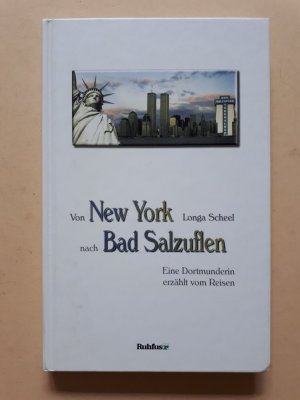 Von New York Longa Scheel
nach Bad Salzuflen
Eine Dortmunderin
erzählt vom Reisen
Ruhfus